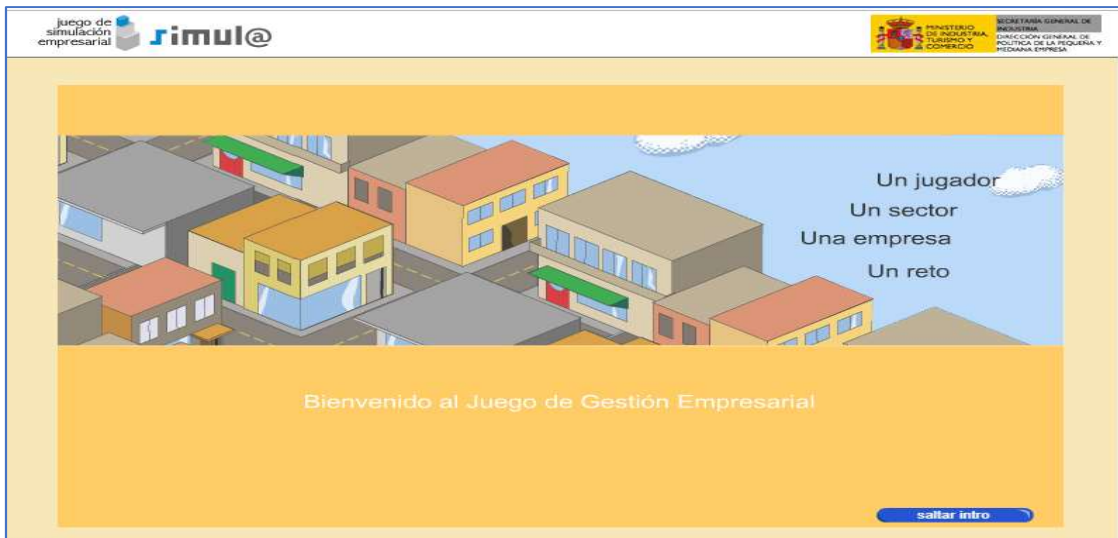 juego de
simulación
empresarial
simul@
MINISTERIO
DE INDUSTRIA,
TURISMO Y
COMERCIO
SECRETARÍA GENERAL DE
INDUSTRIA
DIRECCIÓN GENERAL DE
POLÍTICA DE LA PEQUEÑA Y
MEDIANA EMPRESA
Un jugador
Un sector
Una empresa
Un reto
Bienvenido al Juego de Gestión Empresarial
saltar intro